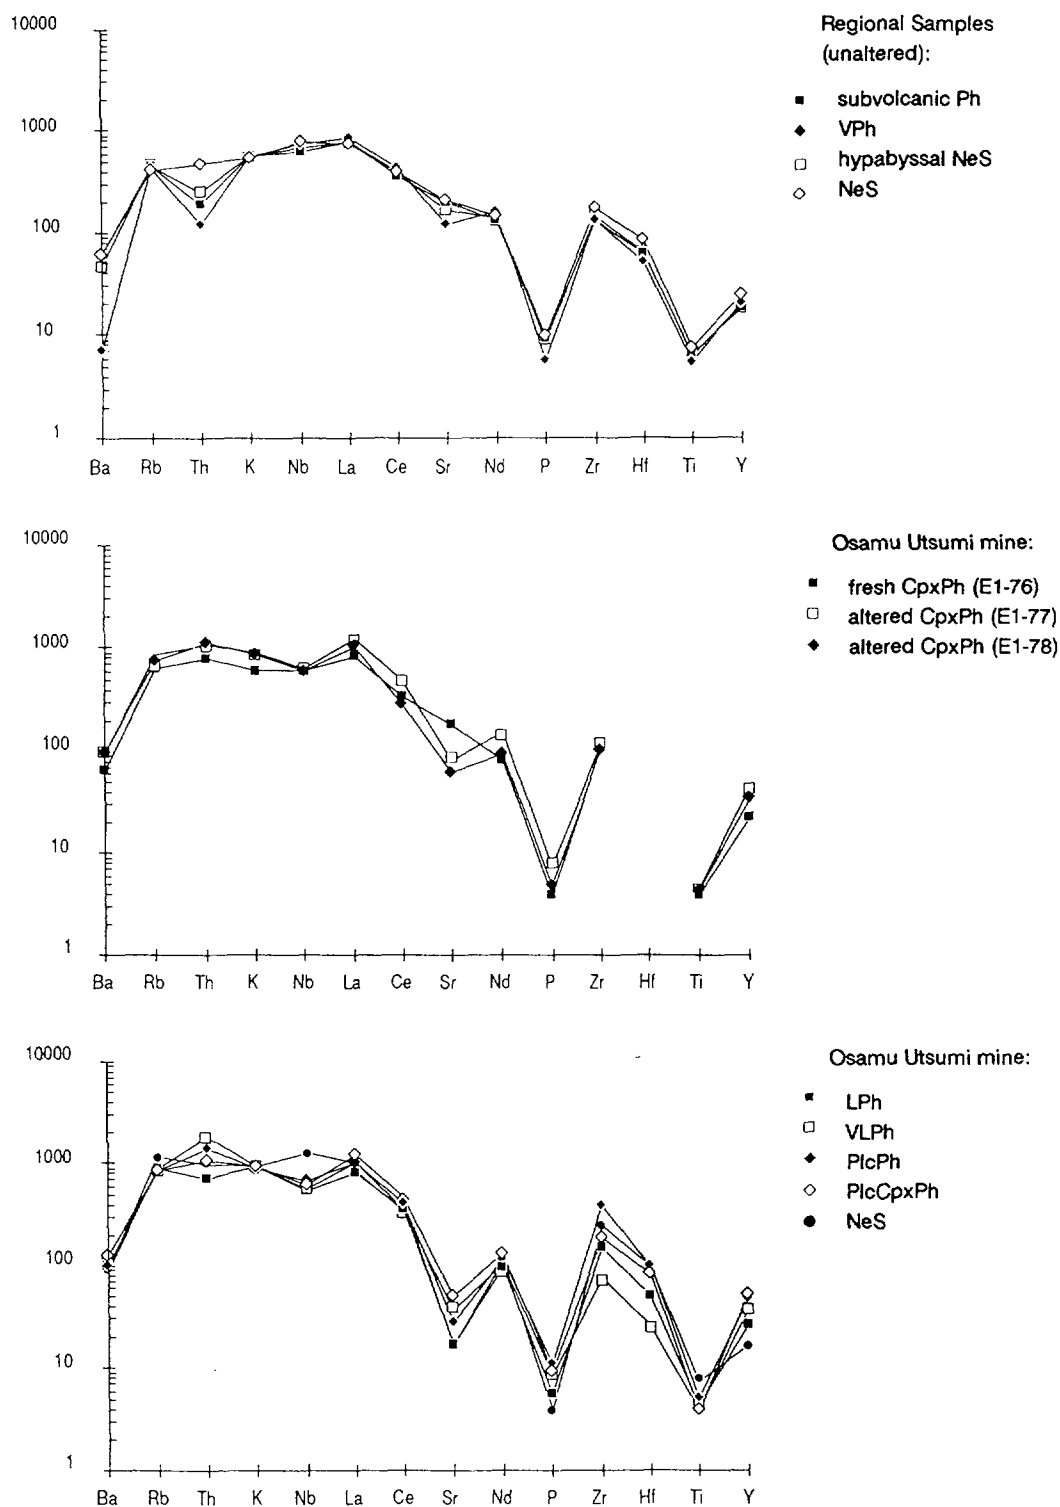 10000
1000
100
10
1
Ba Rb Th K Nb La Ce Sr Nd P Zr Hf Ti Y
Regional Samples
(unaltered):
subvolcanic Ph
VPh
hypabyssal NeS
NeS
10000
1000
100
10
1
Ba Rb Th K Nb La Ce Sr Nd P Zr Hf Ti Y
Osamu Utsumi mine:
fresh CpxPh (E1-76)
altered CpxPh (E1-77)
altered CpxPh (E1-78)
10000
1000
100
10
1
Ba Rb Th K Nb La Ce Sr Nd P Zr Hf Ti Y
Osamu Utsumi mine:
LPh
VLPh
PlcPh
PlcCpxPh
NeS